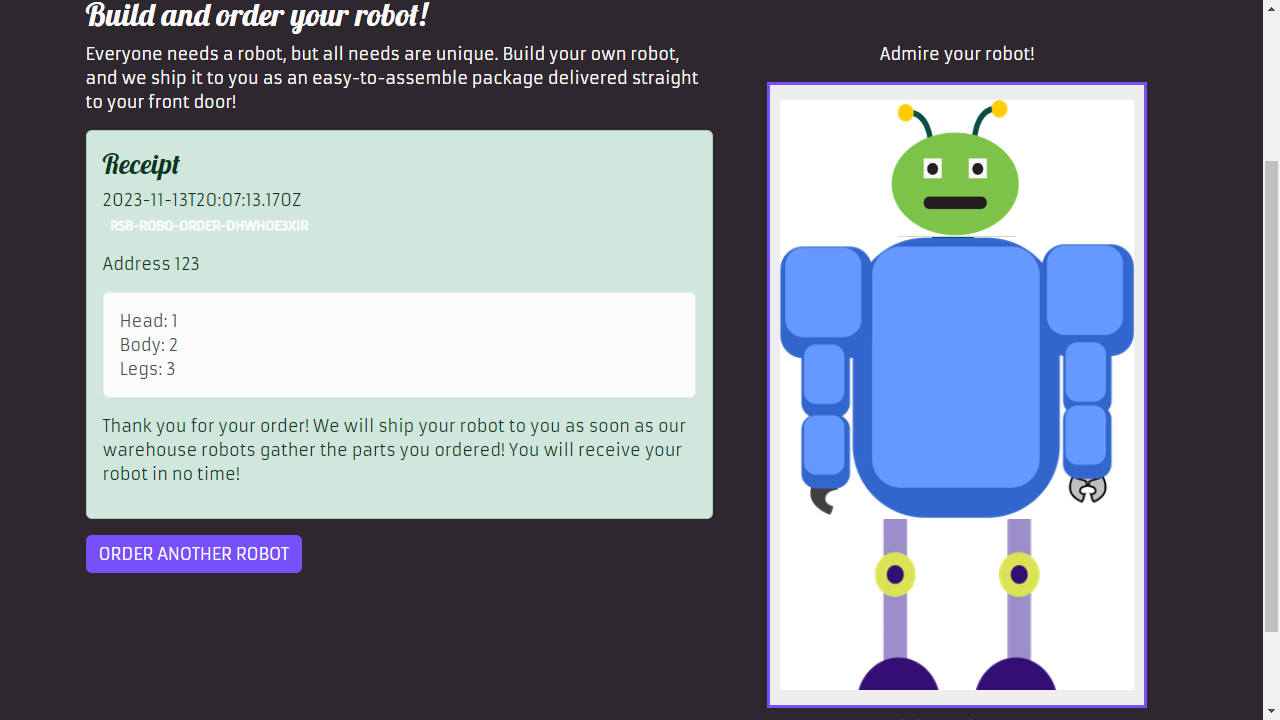 Build and order your robot!
Everyone needs a robot, but all needs are unique. Build your own robot,
and we ship it to you as an easy-to-assemble package delivered straight
to your front door!
Receipt
2023-11-13T20:07:13.170Z
RSB-ROBO-ORDER-DHWHOE3XIR
Address 123
Head: 1
Body: 2
Legs: 3
Thank you for your order! We will ship your robot to you as soon as our
warehouse robots gather the parts you ordered! You will receive your
robot in no time!
ORDER ANOTHER ROBOT
Admire your robot!